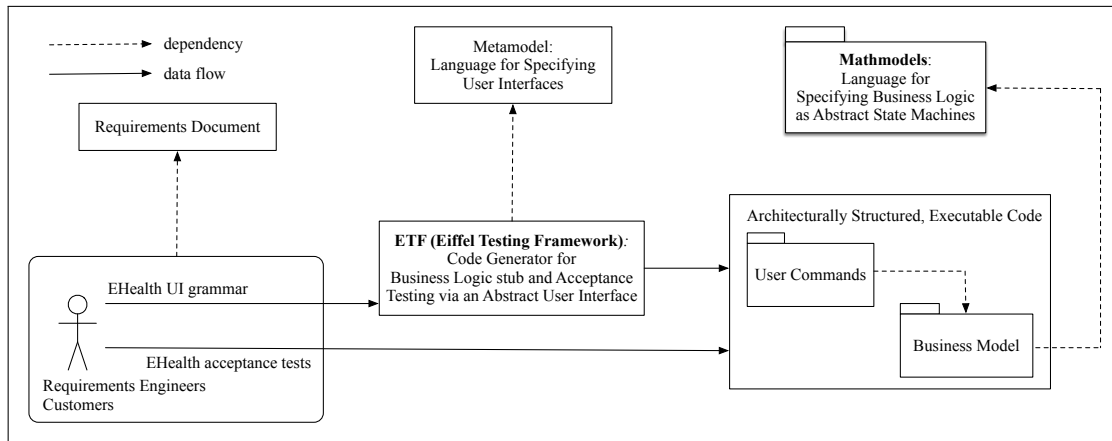 dependency
data flow
Requirements Document
Metamodel:
Language for Specifying
User Interfaces
Mathmodels:
Language for
Specifying Business Logic
as Abstract State Machines
ETF (Eiffel Testing Framework):
Code Generator for
Business Logic stub and Acceptance
Testing via an Abstract User Interface
Architecturally Structured, Executable Code
User Commands
Business Model
EHealth UI grammar
EHealth acceptance tests
Requirements Engineers
Customers